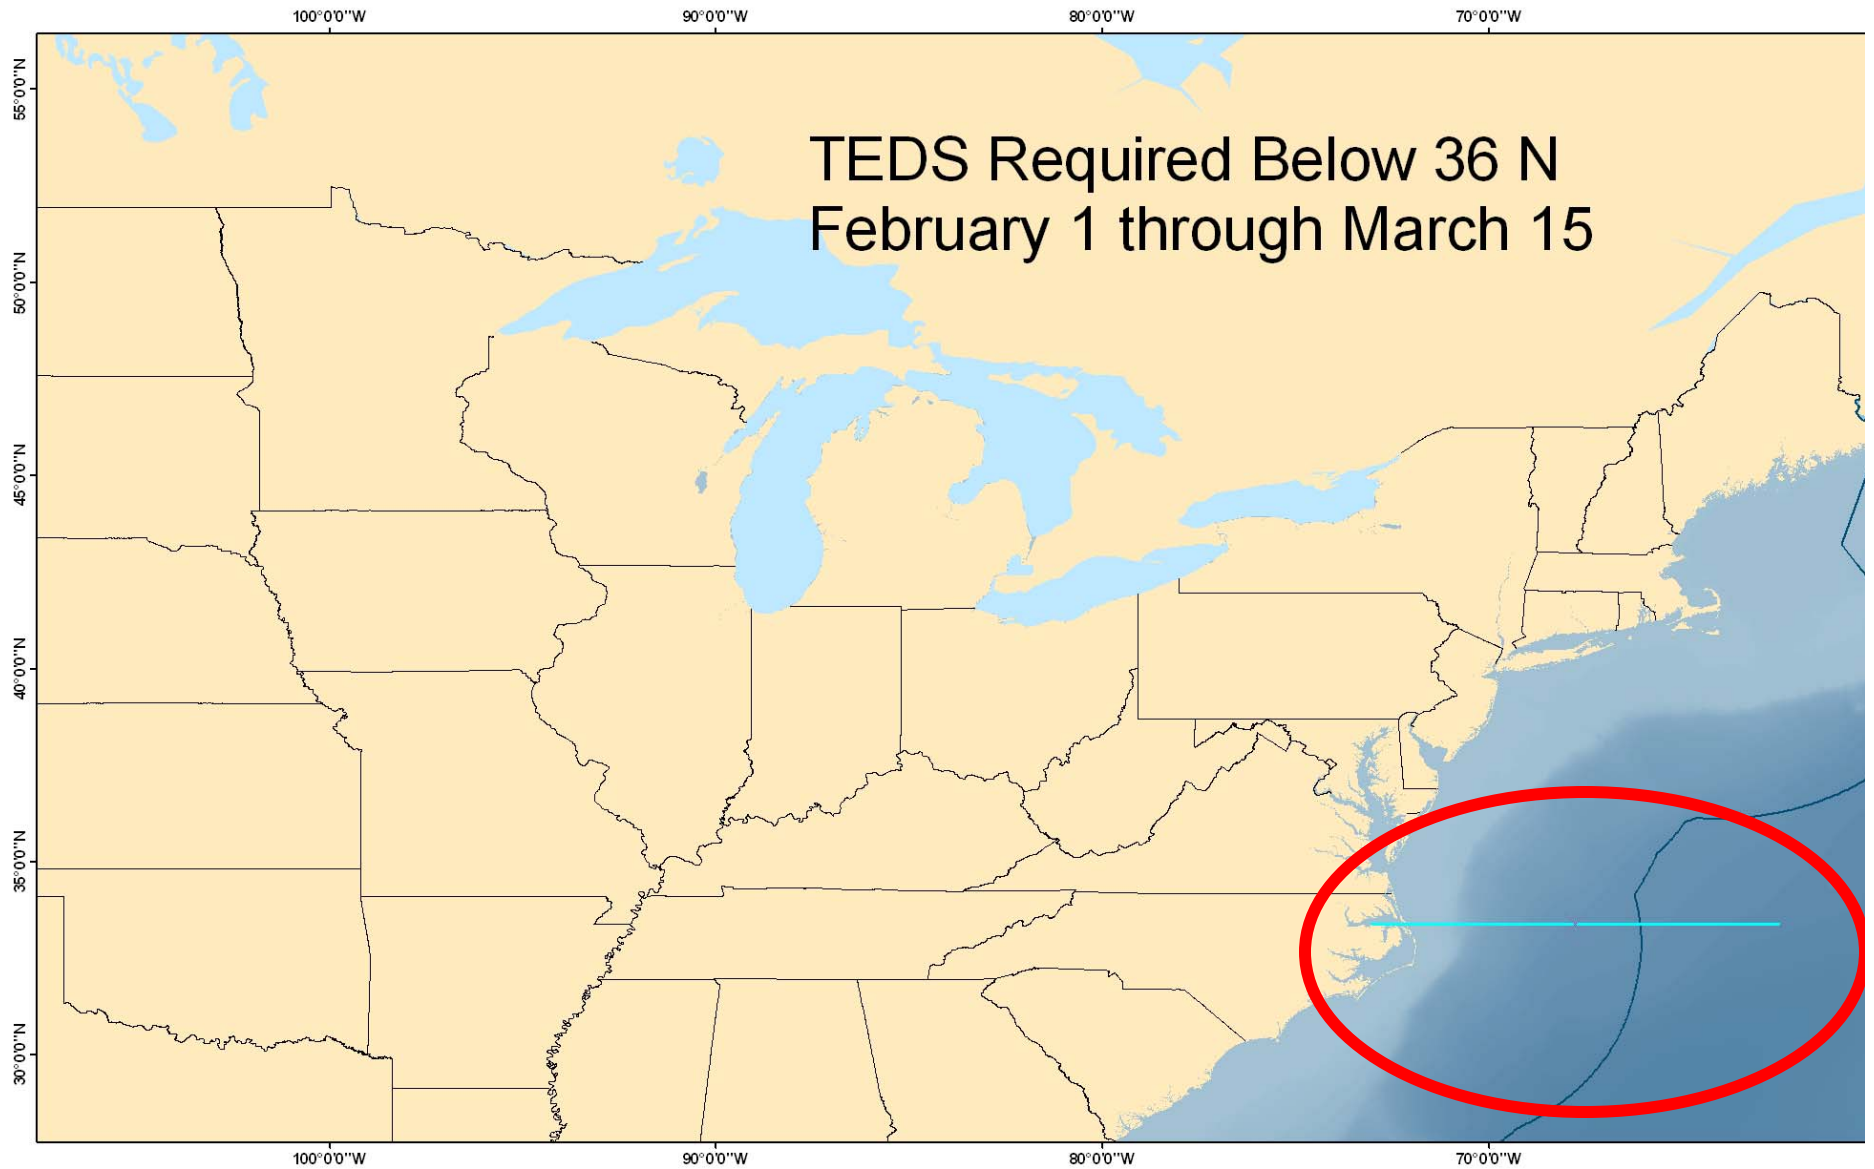 100°0'0"W 90°0'0"W 80°0'0"W 70°0'0"W
55°0'0"N
TEDS Required Below 36 N
February 1 through March 15
50°0'0"N
45°0'0"N
40°0'0"N
35°0'0"N
30°0'0"N
100°0'0"W 90°0'0"W 80°0'0"W 70°0'0"W